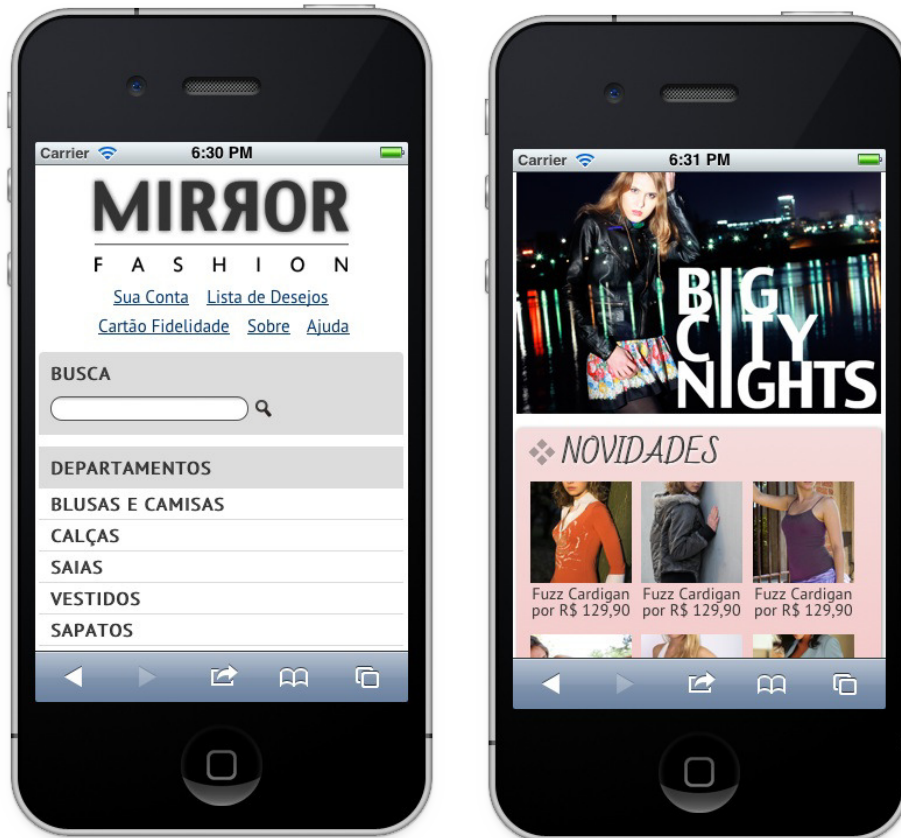 Carrier 6:30 PM
MIRЯOR
FASHION
Sua Conta Lista de Desejos
Cartão Fidelidade Sobre Ajuda
BUSCA
DEPARTAMENTOS
BLUSAS E CAMISAS
CALÇAS
SAIAS
VESTIDOS
SAPATOS
Carrier 6:31 PM
BIG
CITY
NIGHTS
NOVIDADES
Fuzz Cardigan Fuzz Cardigan Fuzz Cardigan
por R$ 129,90 por R$ 129,90 por R$ 129,90